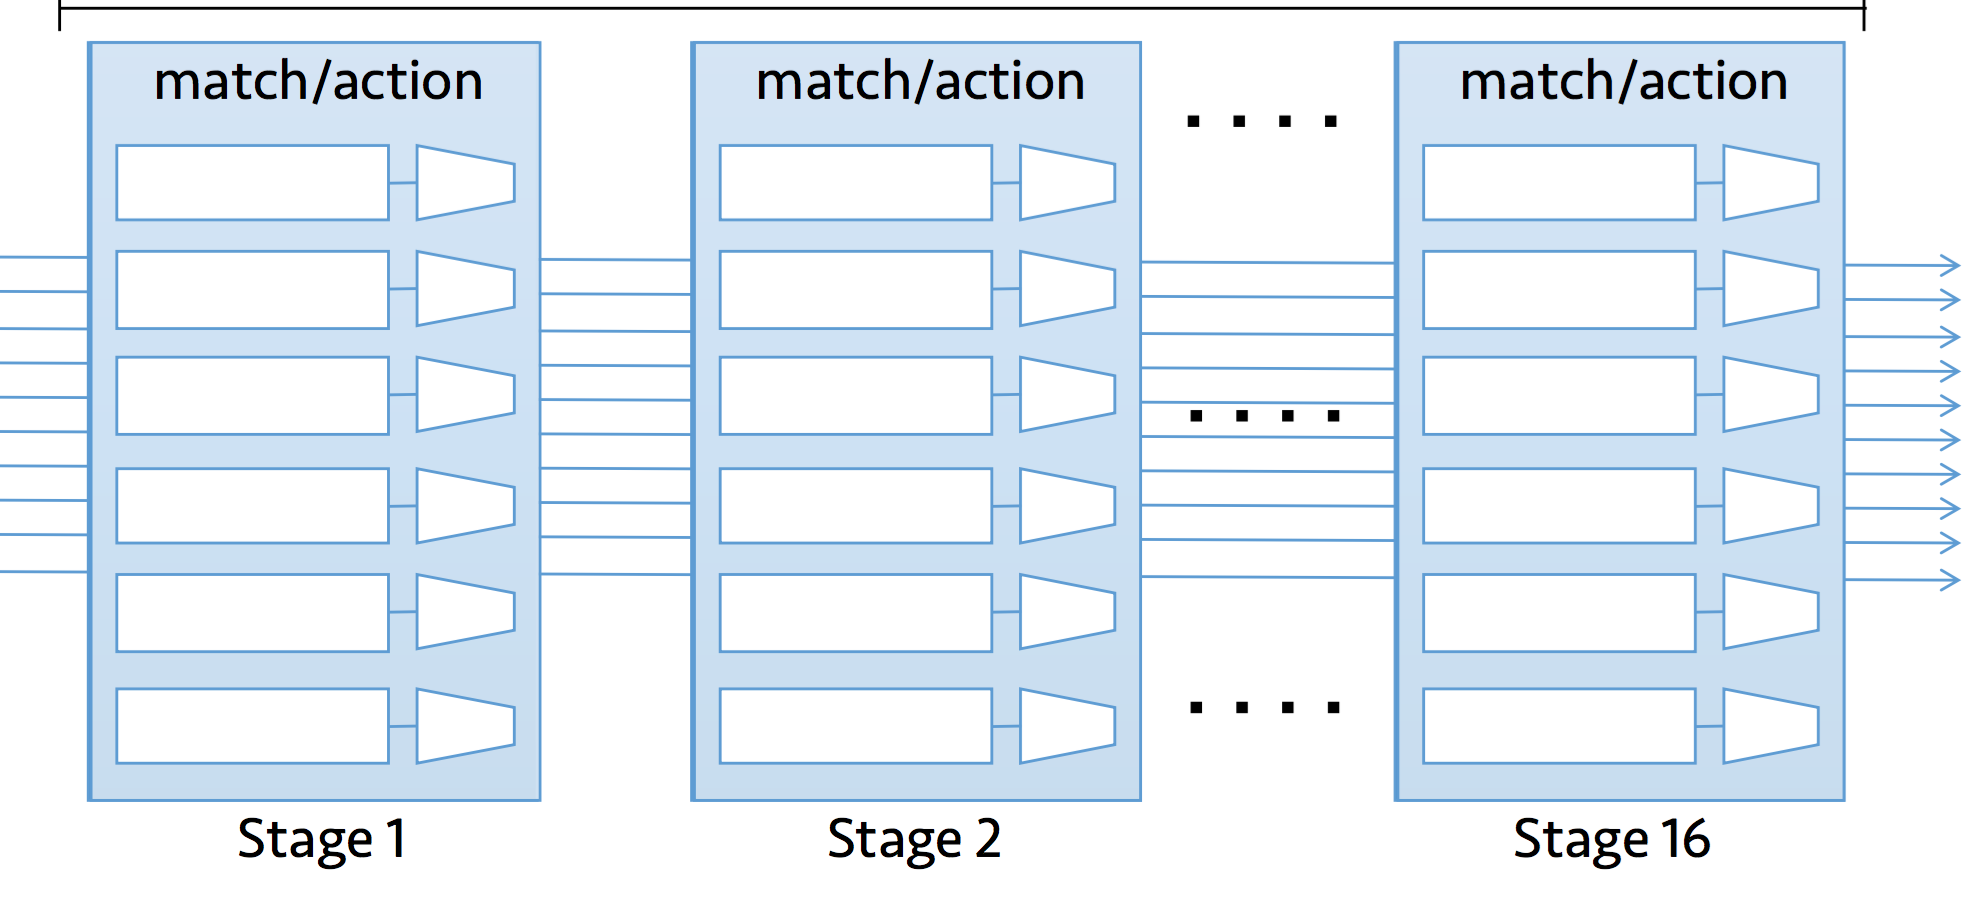 match/action
match/action
match/action
Stage 1
Stage 2
Stage 16